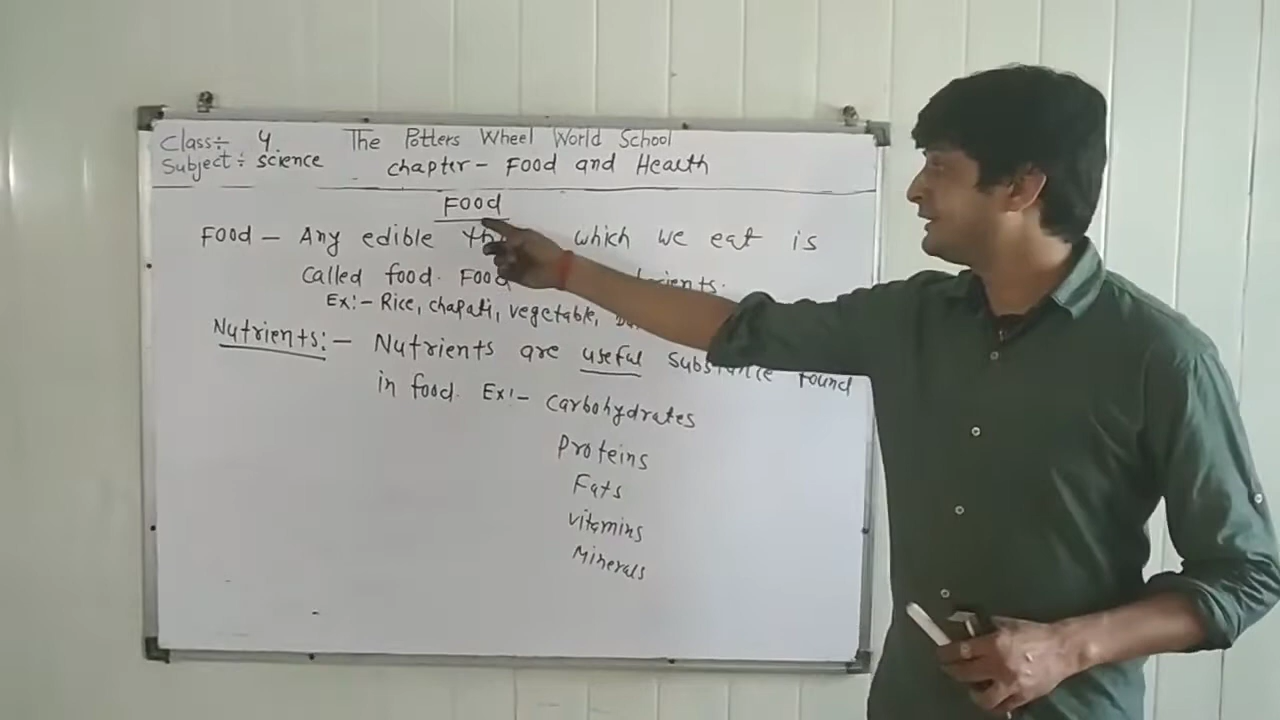 Class÷ 4 The Potters Wheel World School
Subject÷ science chapter - Food and Health
Food
Food - Any edible which we eat is
Called food. Food
Ex:- Rice, chapati, vegetable,
Nutrients:- Nutrients are useful substance found
in food. Ex:- Carbohydrates
Proteins
Fats
Vitamins
Minerals